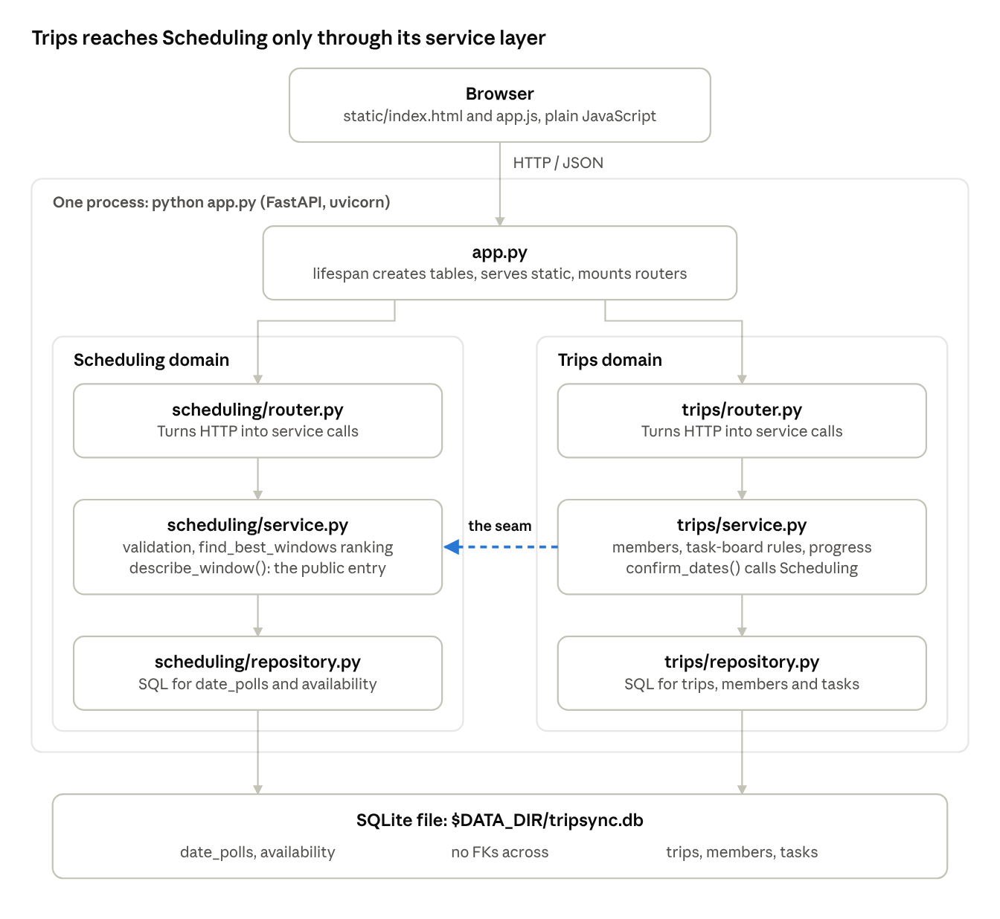 Trips reaches Scheduling only through its service layer
Browser
static/index.html and app.js, plain JavaScript
HTTP / JSON
One process: python app.py (FastAPI, uvicorn)
app.py
lifespan creates tables, serves static, mounts routers
Scheduling domain
scheduling/router.py
Turns HTTP into service calls
scheduling/service.py
validation, find_best_windows ranking
describe_window(): the public entry
scheduling/repository.py
SQL for date_polls and availability
the seam
Trips domain
trips/router.py
Turns HTTP into service calls
trips/service.py
members, task-board rules, progress
confirm_dates() calls Scheduling
trips/repository.py
SQL for trips, members and tasks
SQLite file: $DATA_DIR/tripsync.db
date_polls, availability
no FKs across
trips, members, tasks